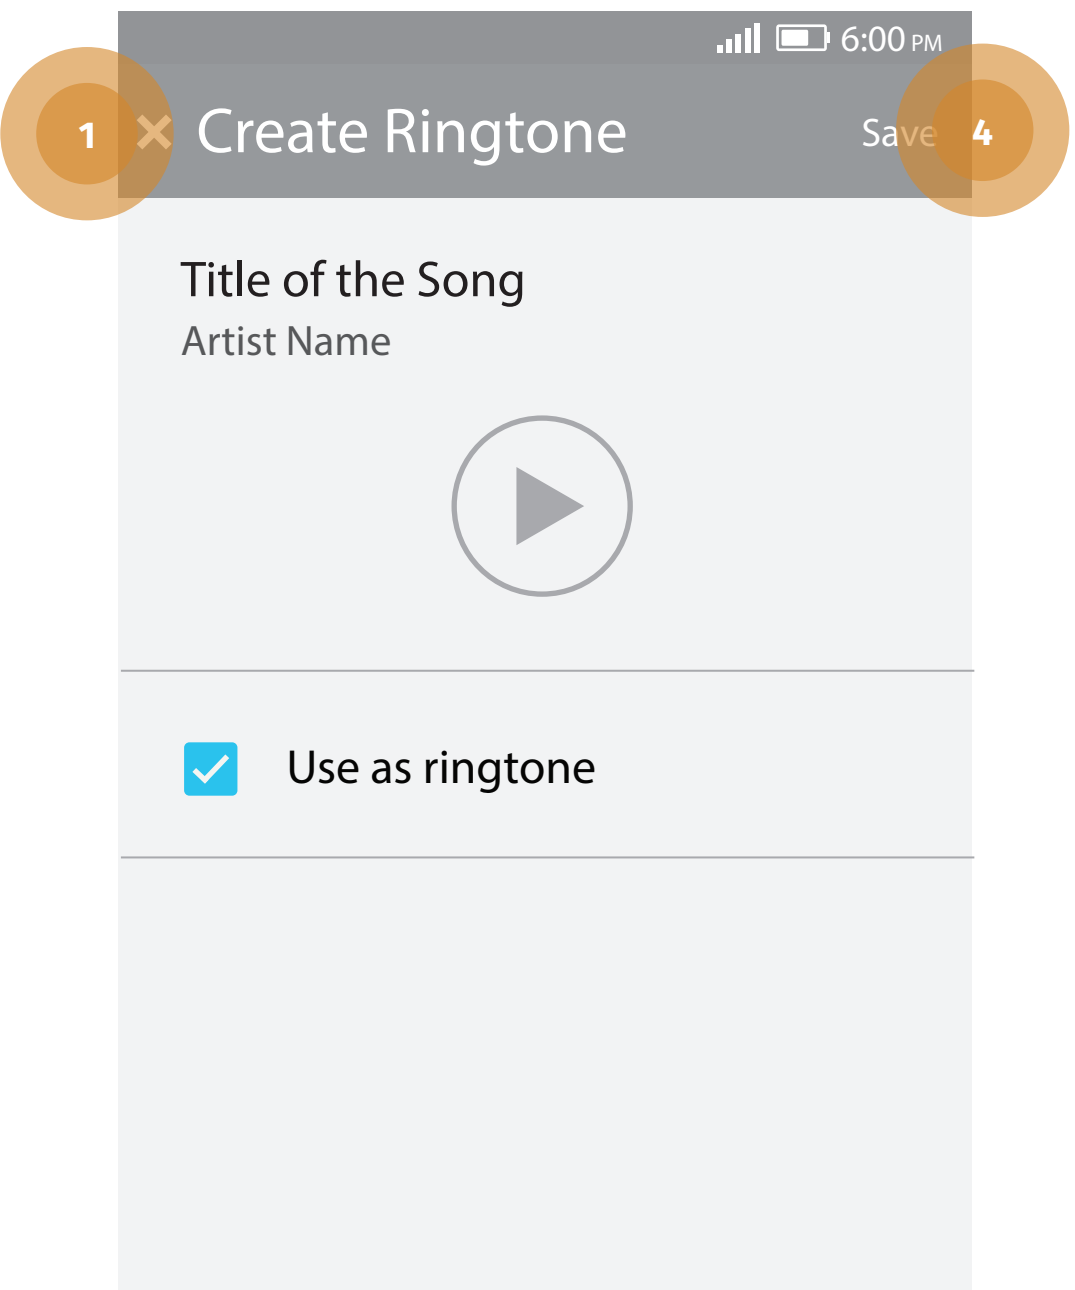 6:00 PM
1 Create Ringtone Save 4
Title of the Song
Artist Name
Use as ringtone